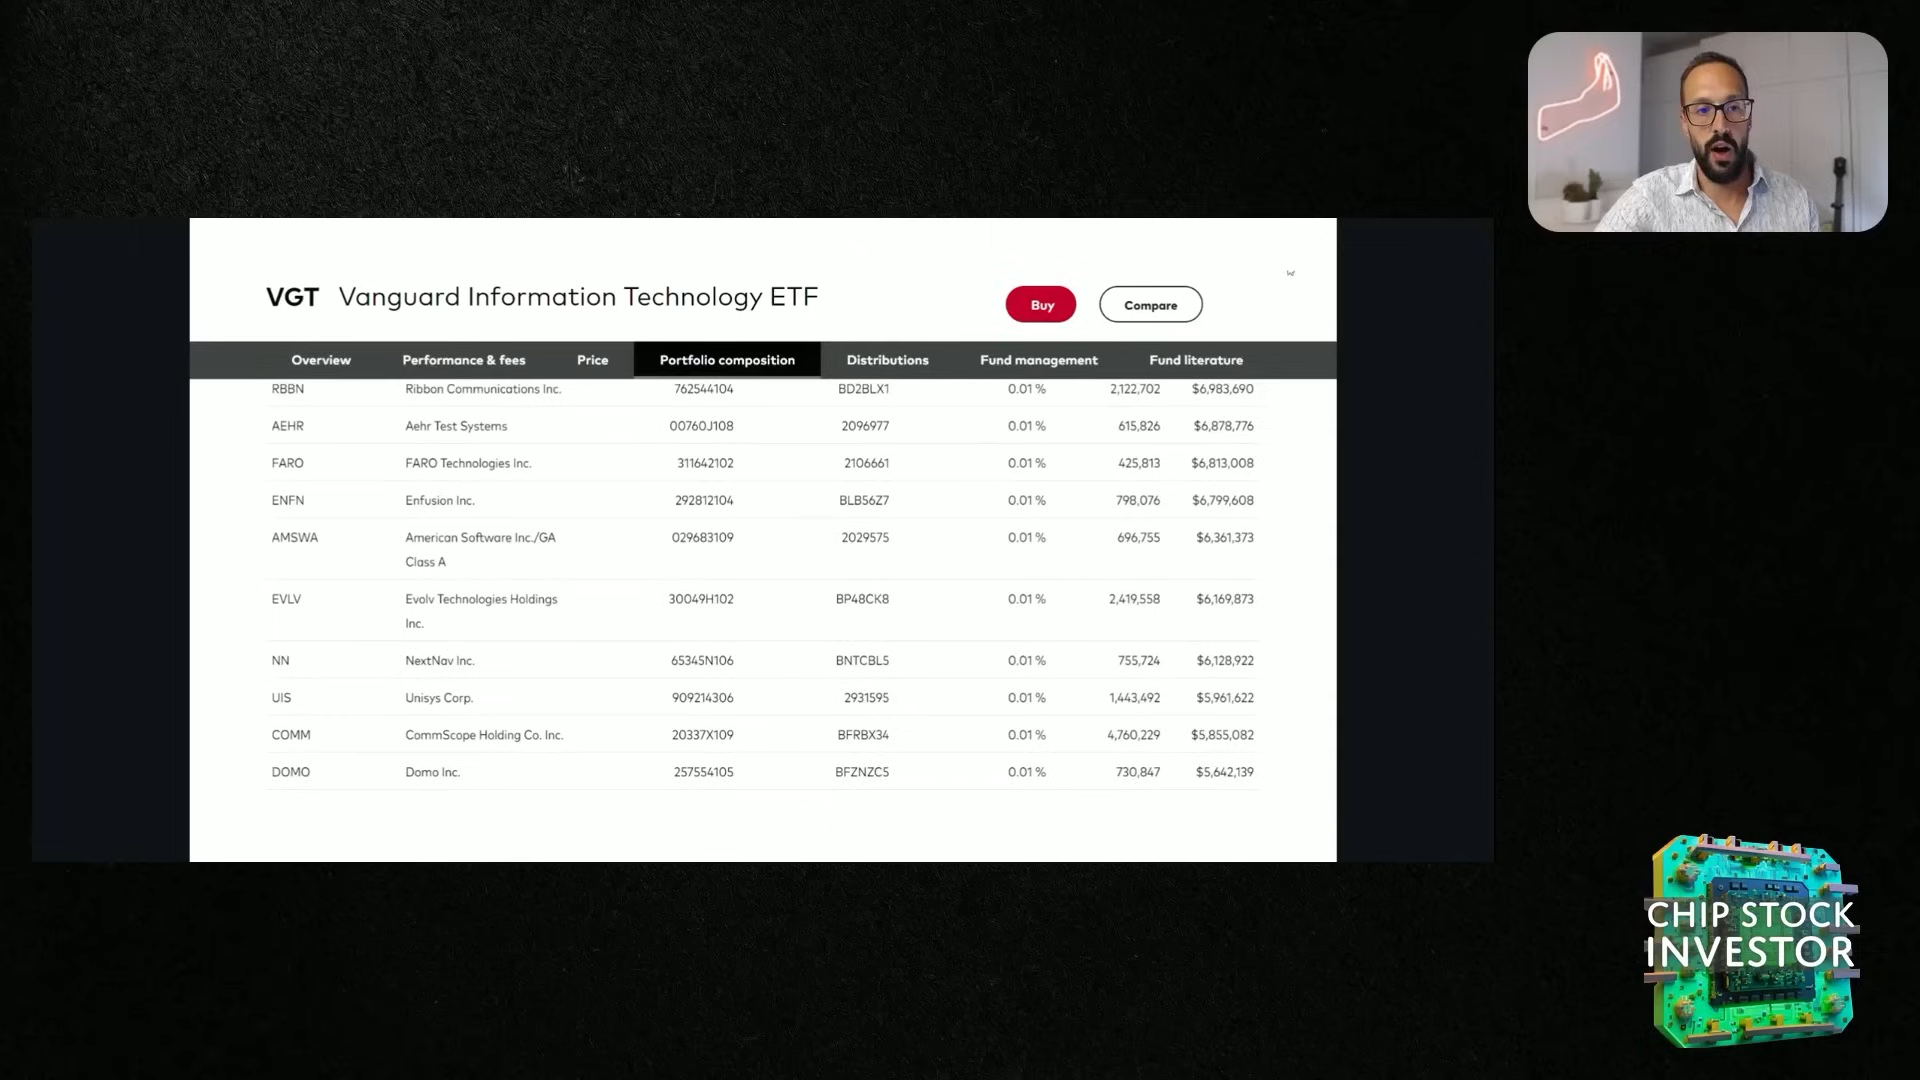 VGT Vanguard Information Technology ETF
Buy
Compare
Overview Performance & fees Price Portfolio composition Distributions Fund management Fund literature
RBBN Ribbon Communications Inc. 762544104 BD2BLX1 0.01 % 2,122,702 $6,983,690
AEHR Aehr Test Systems 00760J108 2096977 0.01 % 615,826 $6,878,776
FARO FARO Technologies Inc. 311642102 2106661 0.01 % 425,813 $6,813,008
ENFN Enfusion Inc. 292812104 BLB56Z7 0.01 % 798,076 $6,799,608
AMSWA American Software Inc./GA 029683109 2029575 0.01 % 696,755 $6,361,373
Class A
EVLV Evolv Technologies Holdings 30049H102 BP48CK8 0.01 % 2,419,558 $6,169,873
Inc.
NN NextNav Inc. 65345N106 BNTCBL5 0.01 % 755,724 $6,128,922
UIS Unisys Corp. 909214306 2931595 0.01 % 1,443,492 $5,961,622
COMM CommScope Holding Co. Inc. 20337X109 BFRBX34 0.01 % 4,760,229 $5,855,082
DOMO Domo Inc. 257554105 BFZNZC5 0.01 % 730,847 $5,642,139
CHIP STOCK
INVESTOR